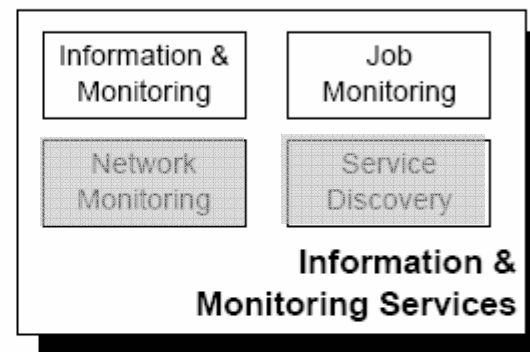 Information &
Monitoring
Job
Monitoring
Network
Monitoring
Service
Discovery
Information &
Monitoring Services